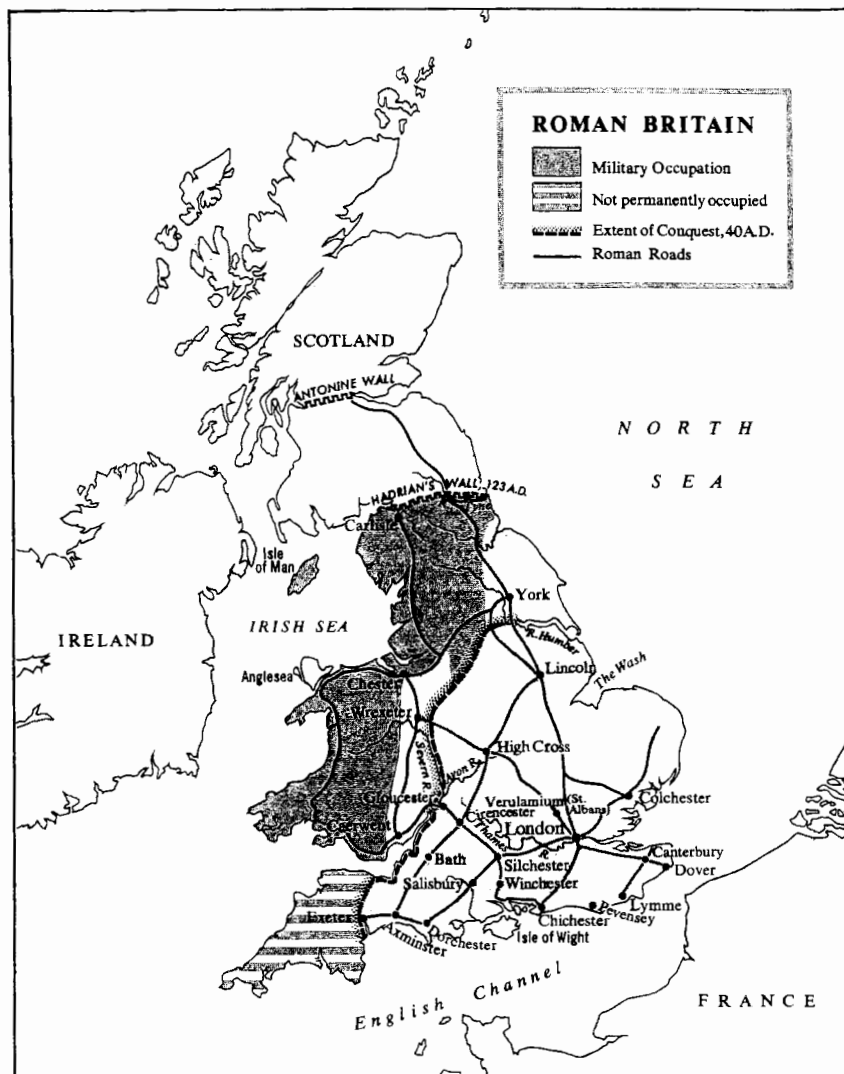 ROMAN BRITAIN
Military Occupation
Not permanently occupied
Extent of Conquest, 40 A.D.
Roman Roads
SCOTLAND
ANTONINE WALL
NORTH
SEA
HADRIAN'S WALL, 123 A.D.
Carlisle
Isle
of Man
York
IRISH SEA
R. Humber
IRELAND
Lincoln
The Wash
Anglesea
Chester
Wrexeter
High Cross
Severn R.
Avon R.
Gloucester
Verulamium (St.
Albans)
Colchester
Cirencester
Caerwent
Thames
R.
London
Canterbury
Bath
Silchester
Dover
Salisbury
Winchester
Lymme
Pevensey
Exeter
Chichester
Axminster
Dorchester
Isle of Wight
English Channel
FRANCE